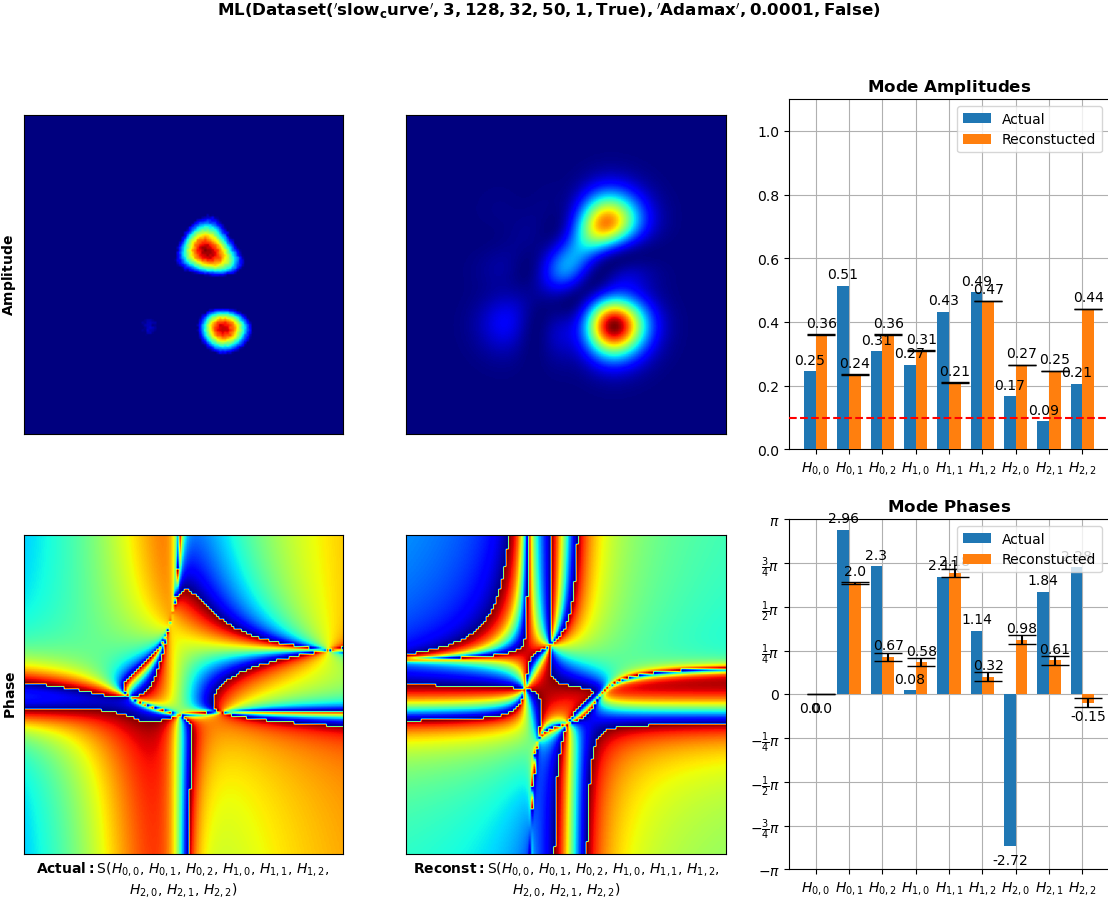 ML(Dataset('slow_curve', 3, 128, 32, 50, 1, True), 'Adamax', 0.0001, False)
Amplitude
Mode Amplitudes
Actual
Reconstucted
1.0
0.8
0.6
0.4
0.2
0.0
0.25 0.36 0.51 0.24 0.31 0.36 0.27 0.31 0.43 0.21 0.49 0.47 0.17 0.27 0.09 0.25 0.21 0.44
H0,0 H0,1 H0,2 H1,0 H1,1 H1,2 H2,0 H2,1 H2,2
Phase
Mode Phases
Actual
Reconstucted
π
3/4π
1/2π
1/4π
0
−1/4π
−1/2π
−3/4π
−π
0.0 0.0 2.96 2.0 2.3 0.67 0.08 0.58 1.14 0.32 -2.72 0.98 1.84 0.61 -0.15
H0,0 H0,1 H0,2 H1,0 H1,1 H1,2 H2,0 H2,1 H2,2
Actual: S(H0,0, H0,1, H0,2, H1,0, H1,1, H1,2,
H2,0, H2,1, H2,2)
Reconst: S(H0,0, H0,1, H0,2, H1,0, H1,1, H1,2,
H2,0, H2,1, H2,2)